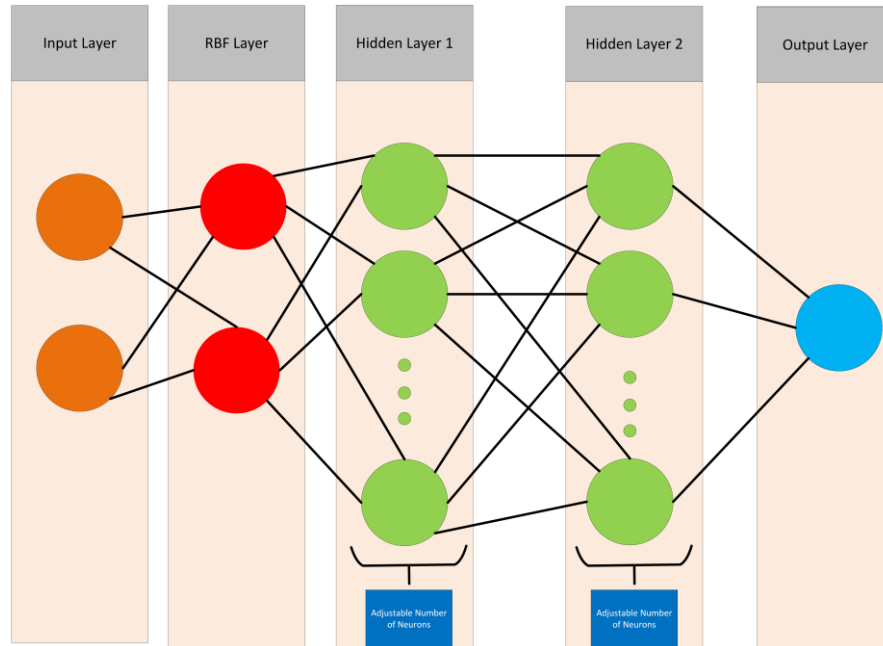 Input Layer
RBF Layer
Hidden Layer 1
Hidden Layer 2
Output Layer
Adjustable Number
of Neurons
Adjustable Number
of Neurons